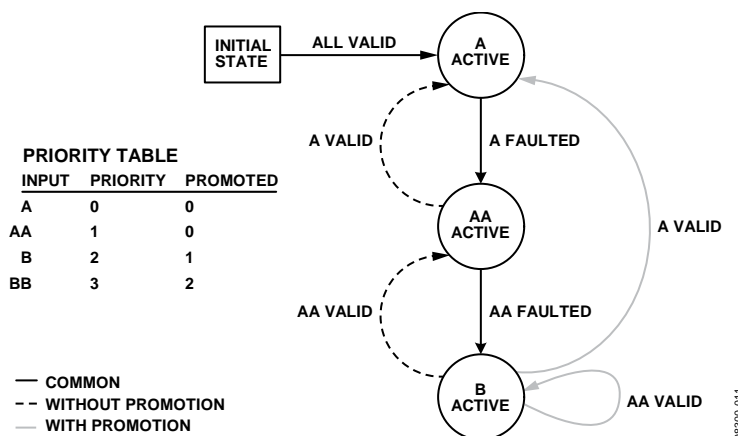 INITIAL
STATE
ALL VALID
A
ACTIVE
A VALID
A FAULTED
PRIORITY TABLE
INPUT PRIORITY PROMOTED
A 0 0
AA 1 0
B 2 1
BB 3 2
AA
ACTIVE
A VALID
AA VALID
AA FAULTED
B
ACTIVE
AA VALID
COMMON
WITHOUT PROMOTION
WITH PROMOTION